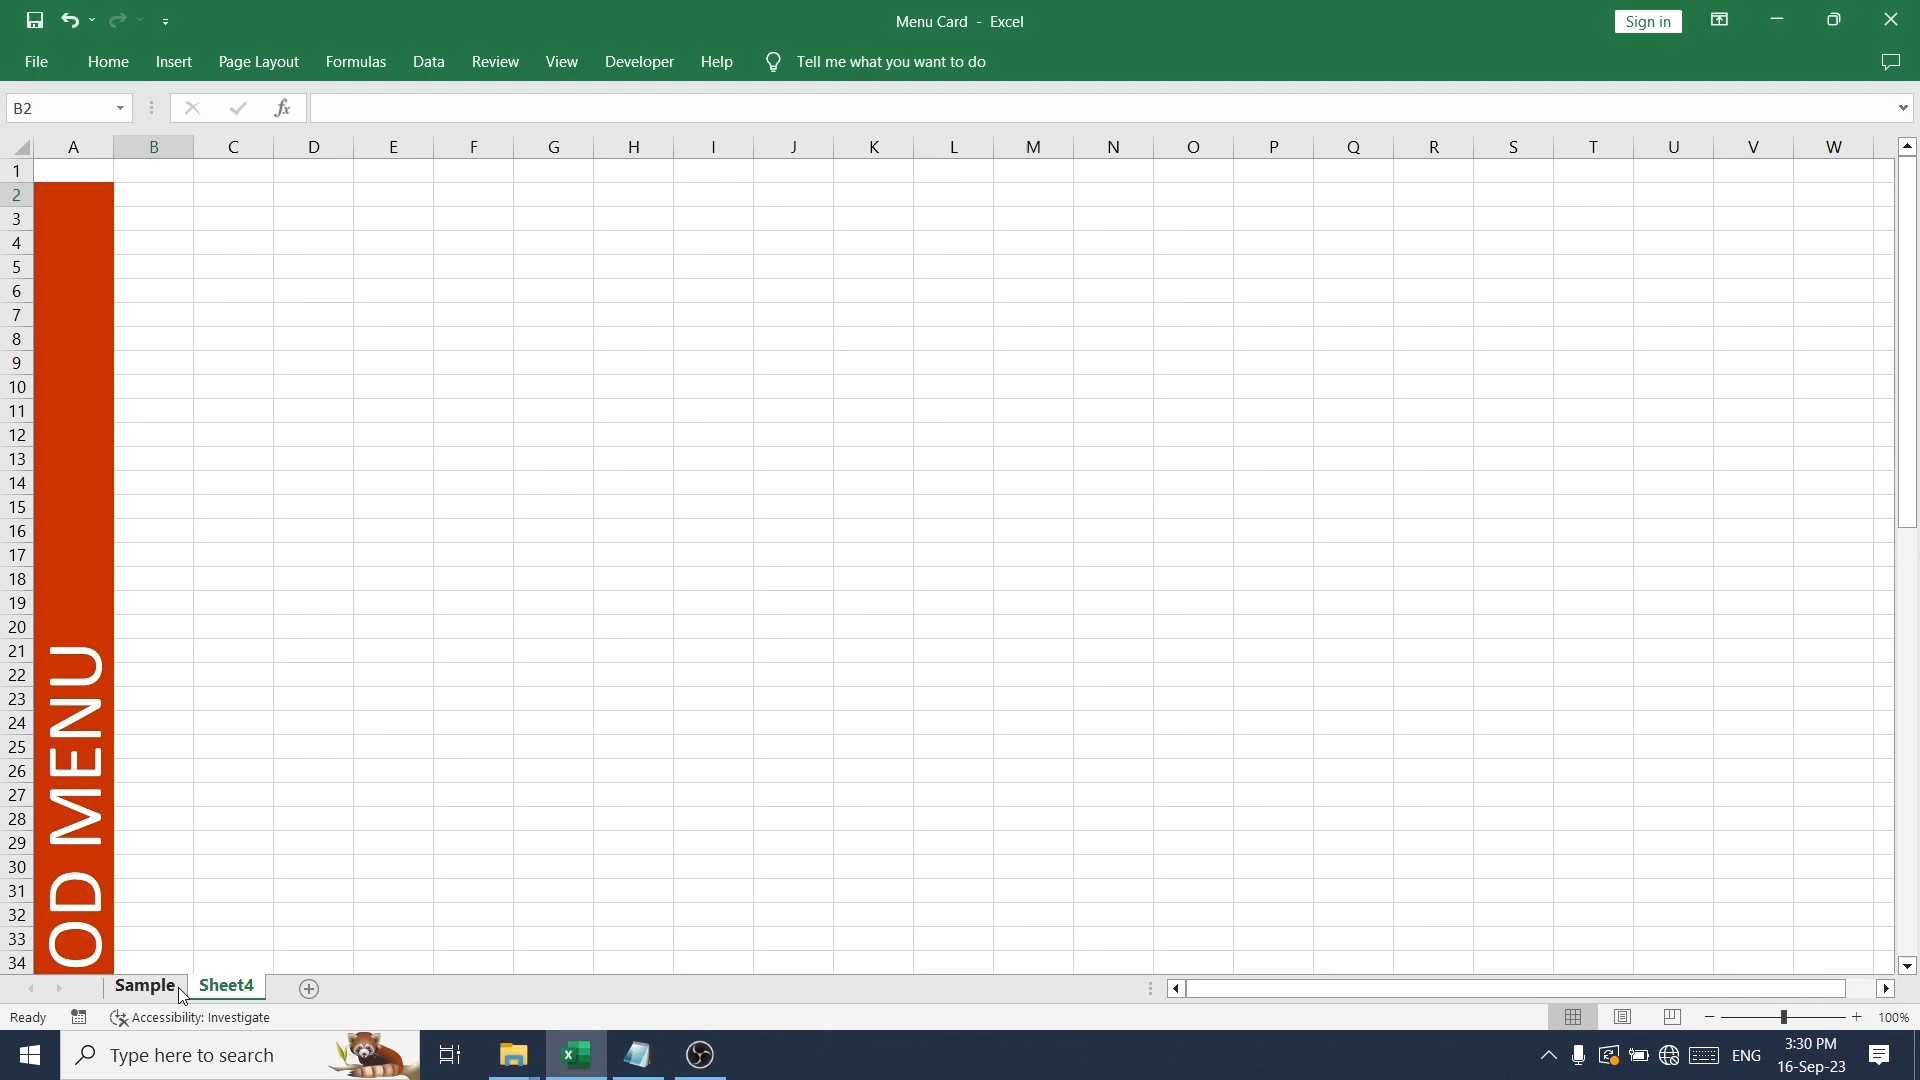 Menu Card - Excel
Sign in
File Home Insert Page Layout Formulas Data Review View Developer Help Tell me what you want to do
B2
fx
A B C D E F G H I J K L M N O P Q R S T U V W
1
2
3
4
5
6
7
8
9
10
11
12
13
14
15
16
17
18
19
20
21
22
23
24
25
26
27
28
29
30
31
32
33
34
OD MENU
Sample Sheet4
Ready Accessibility: Investigate 100%
Type here to search
ENG
3:30 PM
16-Sep-23